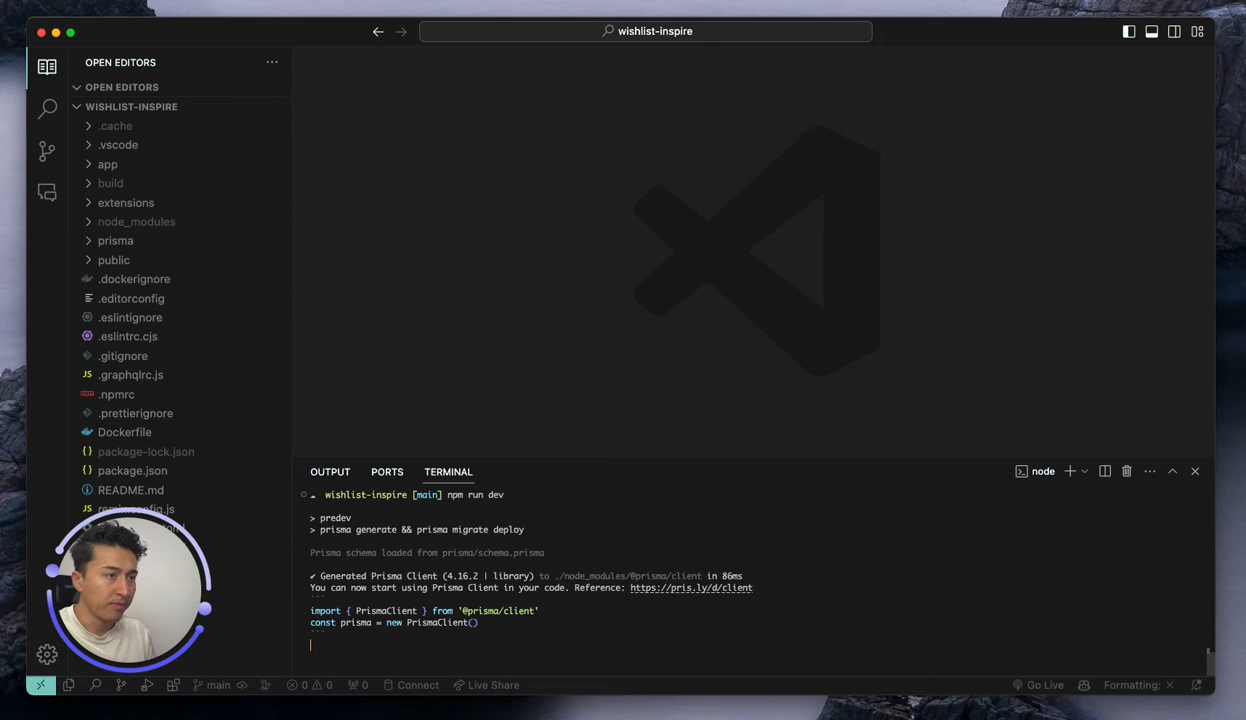 wishlist-inspire
OPEN EDITORS
OPEN EDITORS
WISHLIST-INSPIRE
.cache
.vscode
app
build
extensions
node_modules
prisma
public
.dockerignore
.editorconfig
.eslintignore
.eslintrc.cjs
.gitignore
JS .graphqlrc.js
.npmrc
.prettierignore
Dockerfile
{} package-lock.json
{} package.json
README.md
JS remix.config.js
OUTPUT PORTS TERMINAL
node
wishlist-inspire [main] npm run dev
> predev
> prisma generate && prisma migrate deploy
Prisma schema loaded from prisma/schema.prisma
✔ Generated Prisma Client (4.16.2 | library) to ./node_modules/@prisma/client in 86ms
You can now start using Prisma Client in your code. Reference: https://pris.ly/d/client
```
import { PrismaClient } from '@prisma/client'
const prisma = new PrismaClient()
```
main 0 0 0 Connect Live Share Go Live Formatting: ×